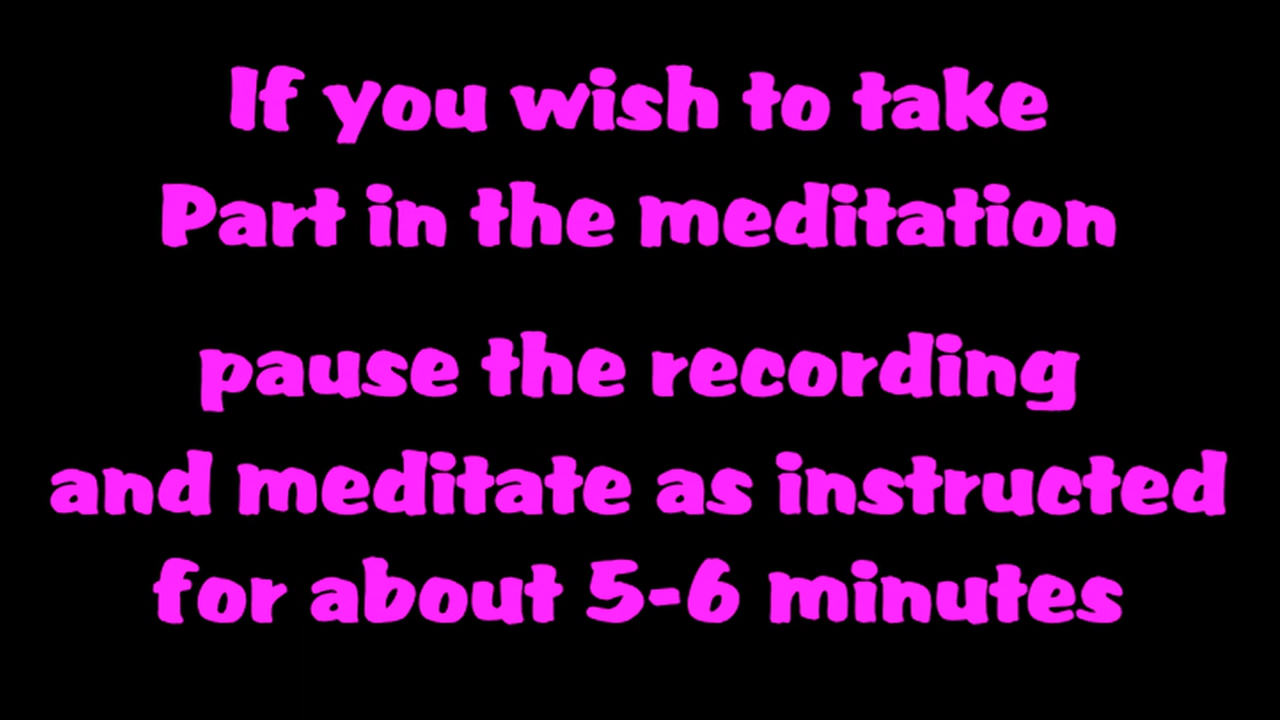 If you wish to take
Part in the meditation
pause the recording
and meditate as instructed
for about 5-6 minutes